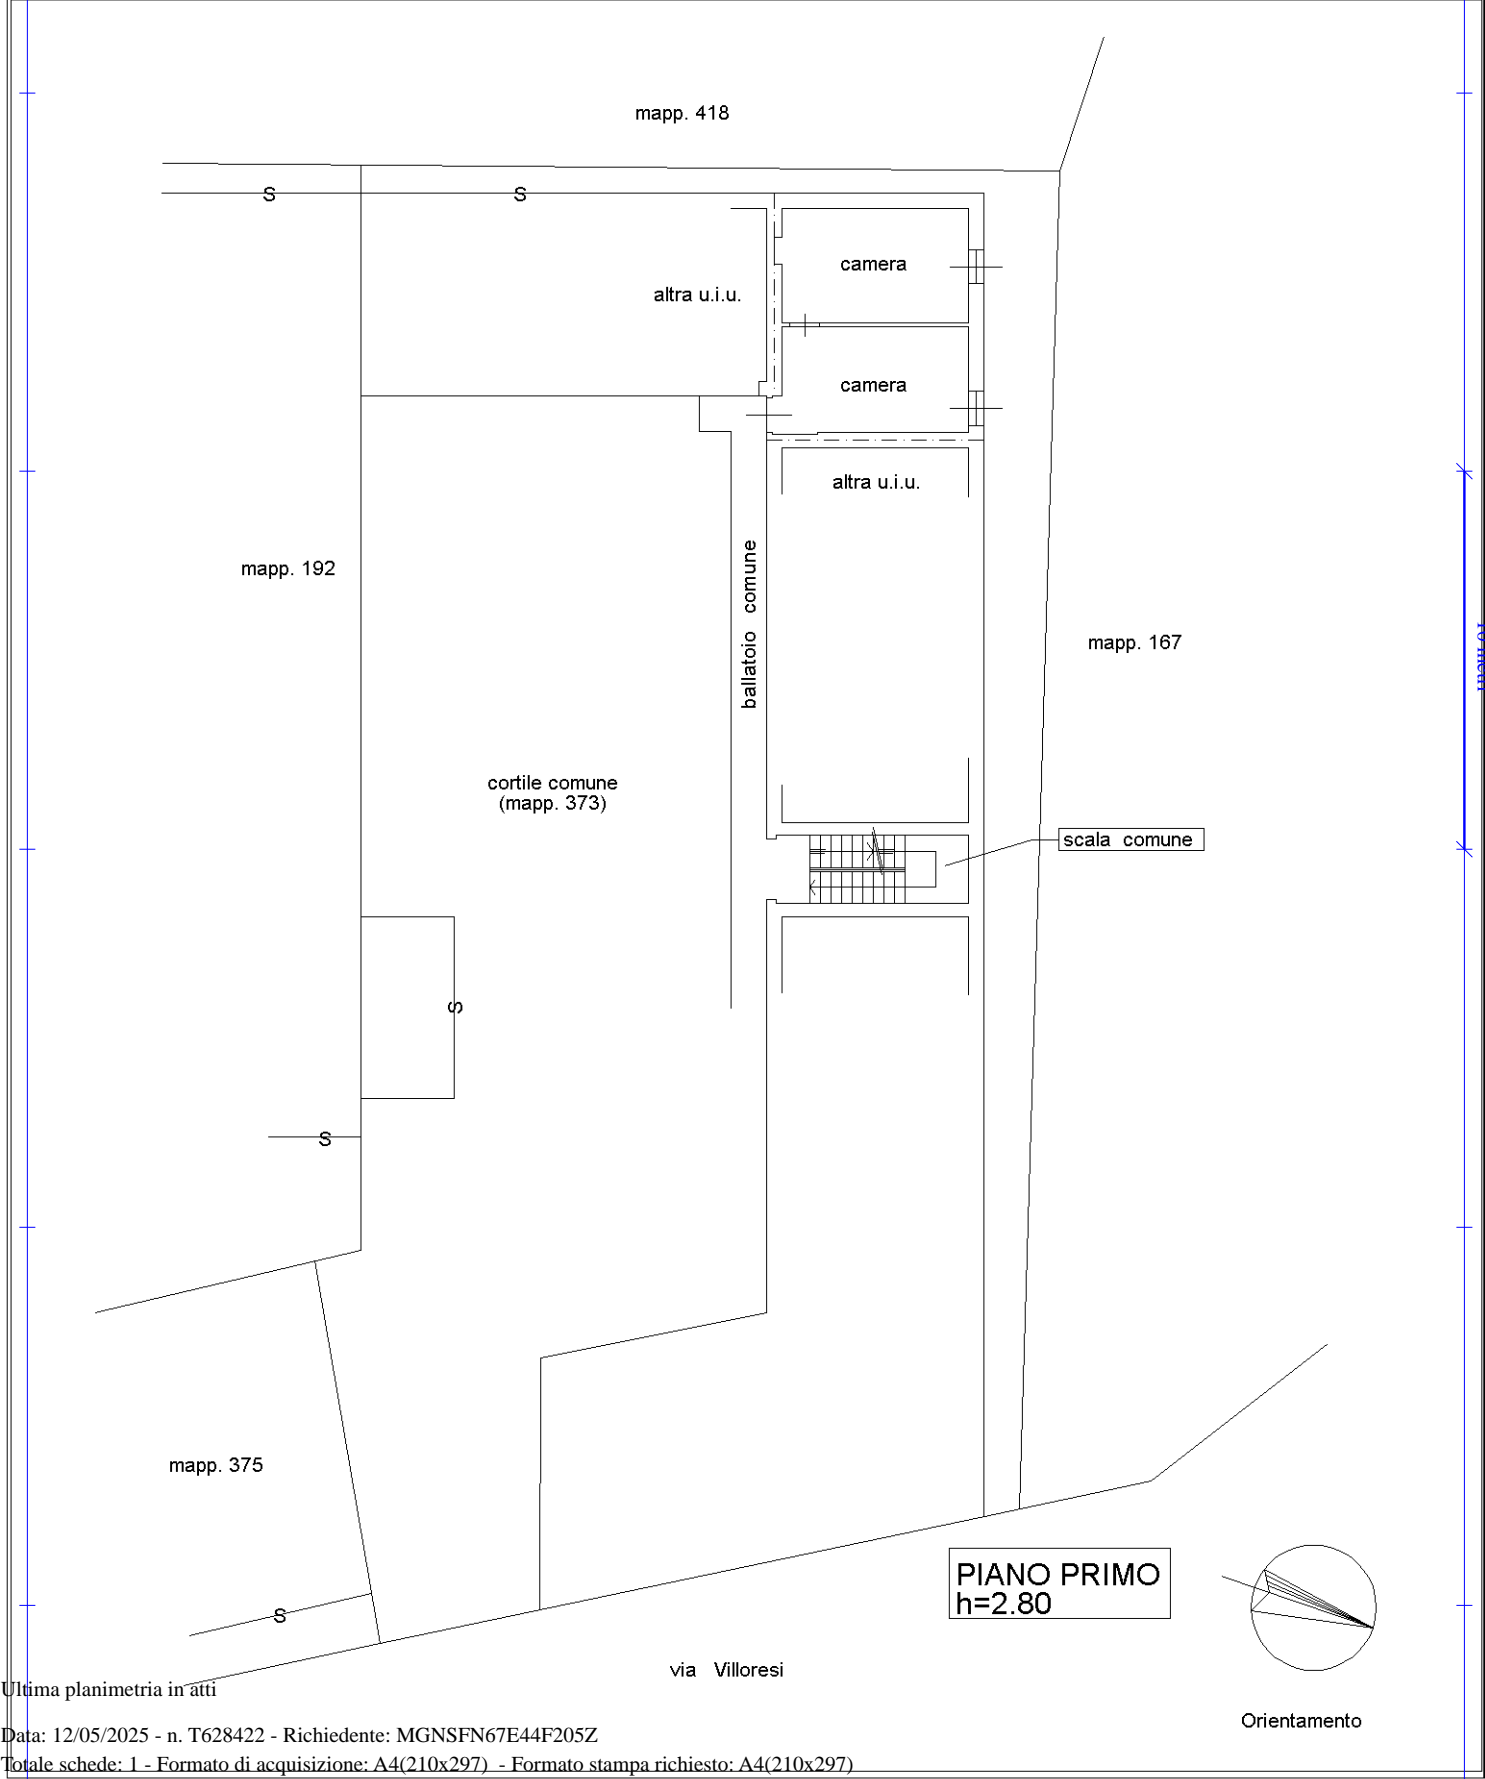 mapp. 418
S
S
camera
altra u.i.u.
camera
altra u.i.u.
mapp. 192
ballatoio comune
10 metri
mapp. 167
cortile comune
(mapp. 373)
scala comune
S
S
mapp. 375
PIANO PRIMO
h=2.80
S
via Villoresi
Ultima planimetria in atti
Orientamento
Data: 12/05/2025 - n. T628422 - Richiedente: MGNSFN67E44F205Z
Totale schede: 1 - Formato di acquisizione: A4(210x297) - Formato stampa richiesto: A4(210x297)